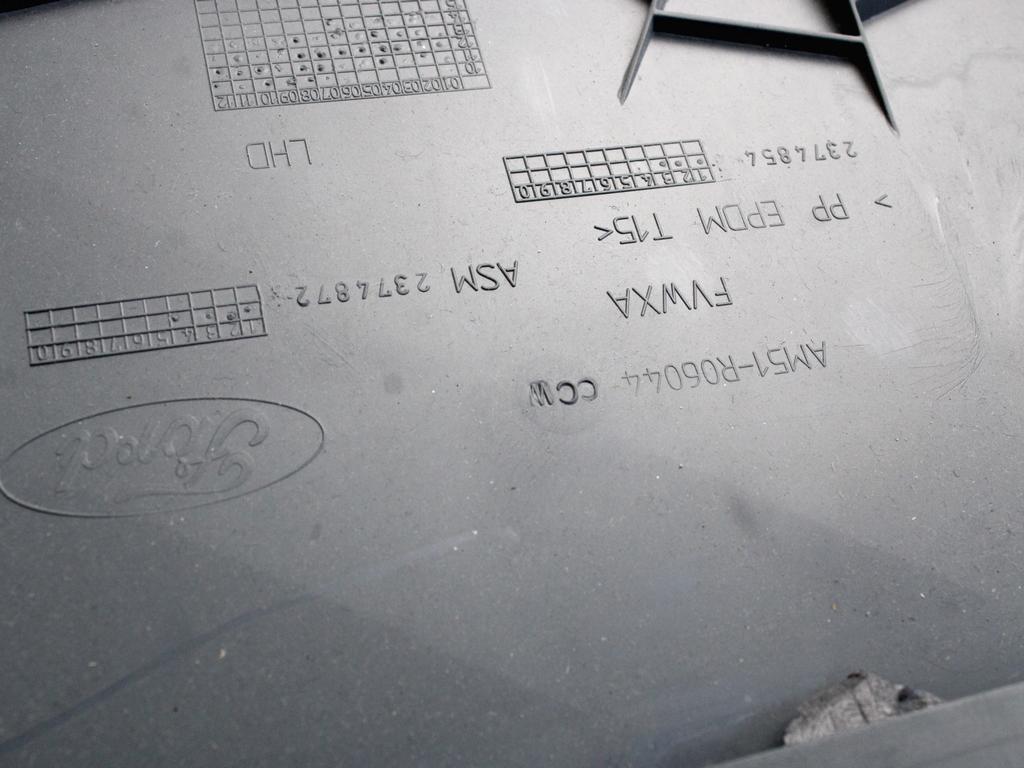 Ford
AM51-R06044 CCW
FVWXA
ASM 2374872
> PP EPDM T15<
2374854
LHD